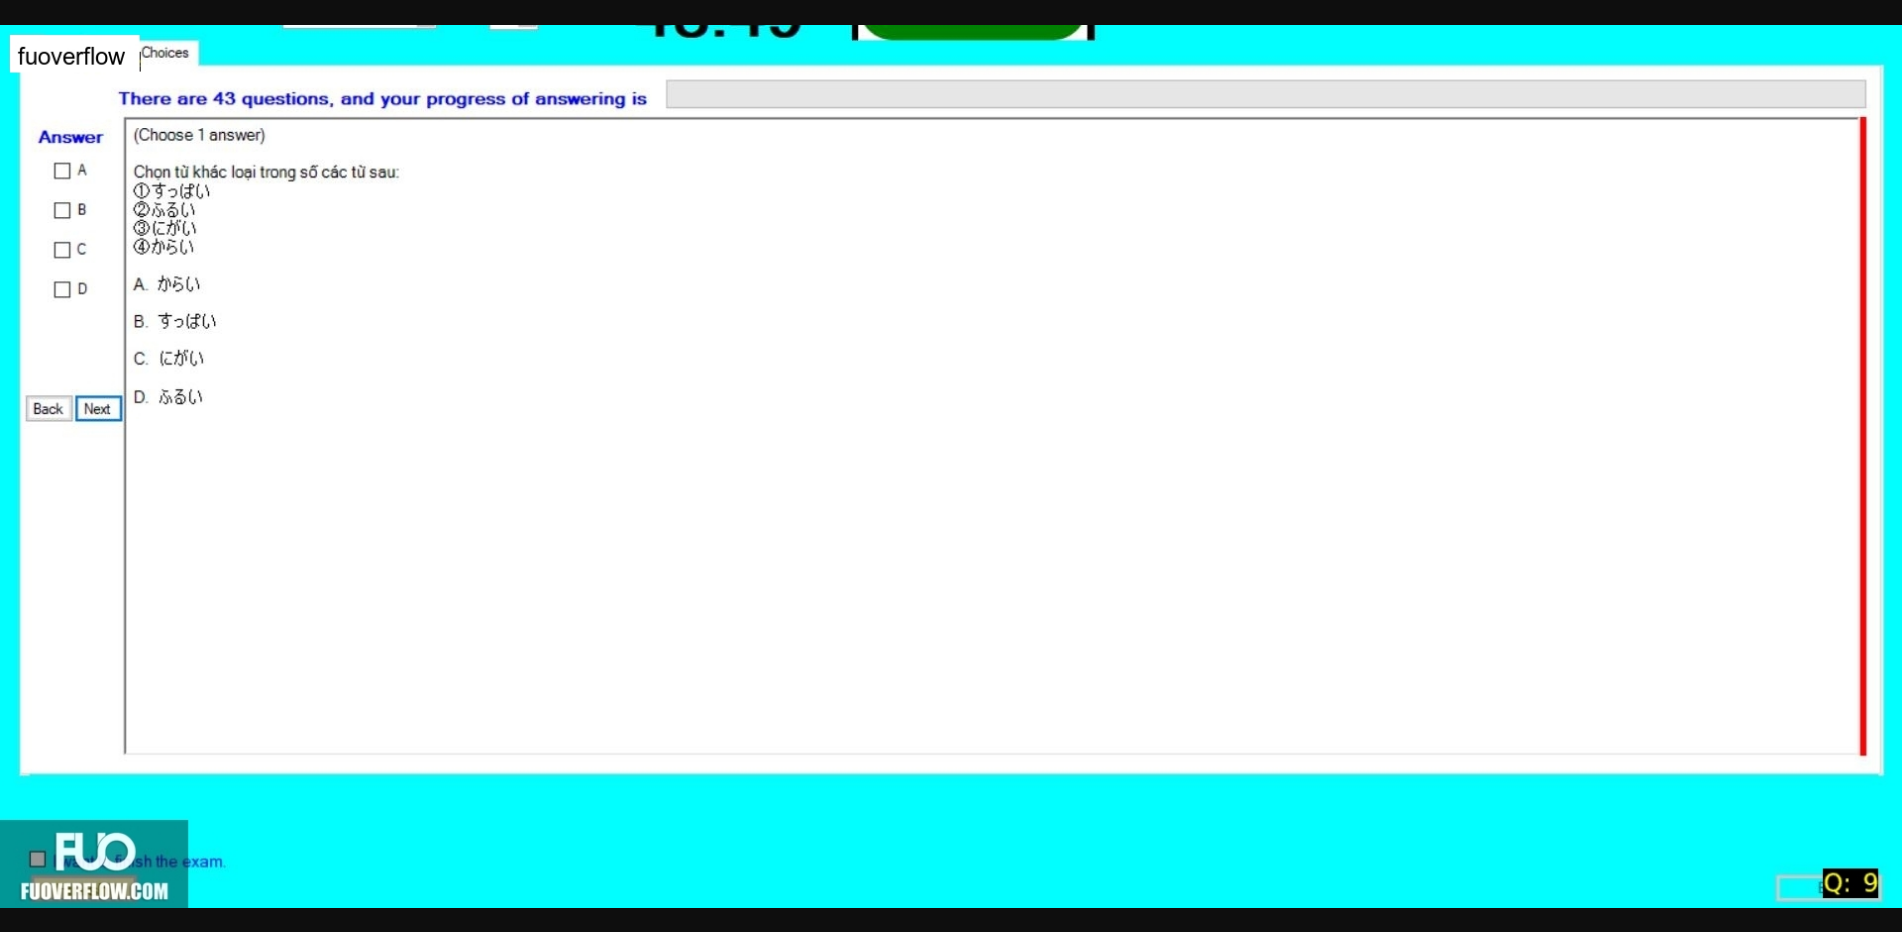 fuoverflow
Choices
There are 43 questions, and your progress of answering is
Answer
(Choose 1 answer)
A
B
C
D
Chọn từ khác loại trong số các từ sau:
①すっぱい
②ふるい
③にがい
④からい
A. からい
B. すっぱい
C. にがい
D. ふるい
Back
Next
FUO
sh the exam.
FUOVERFLOW.COM
Q: 9